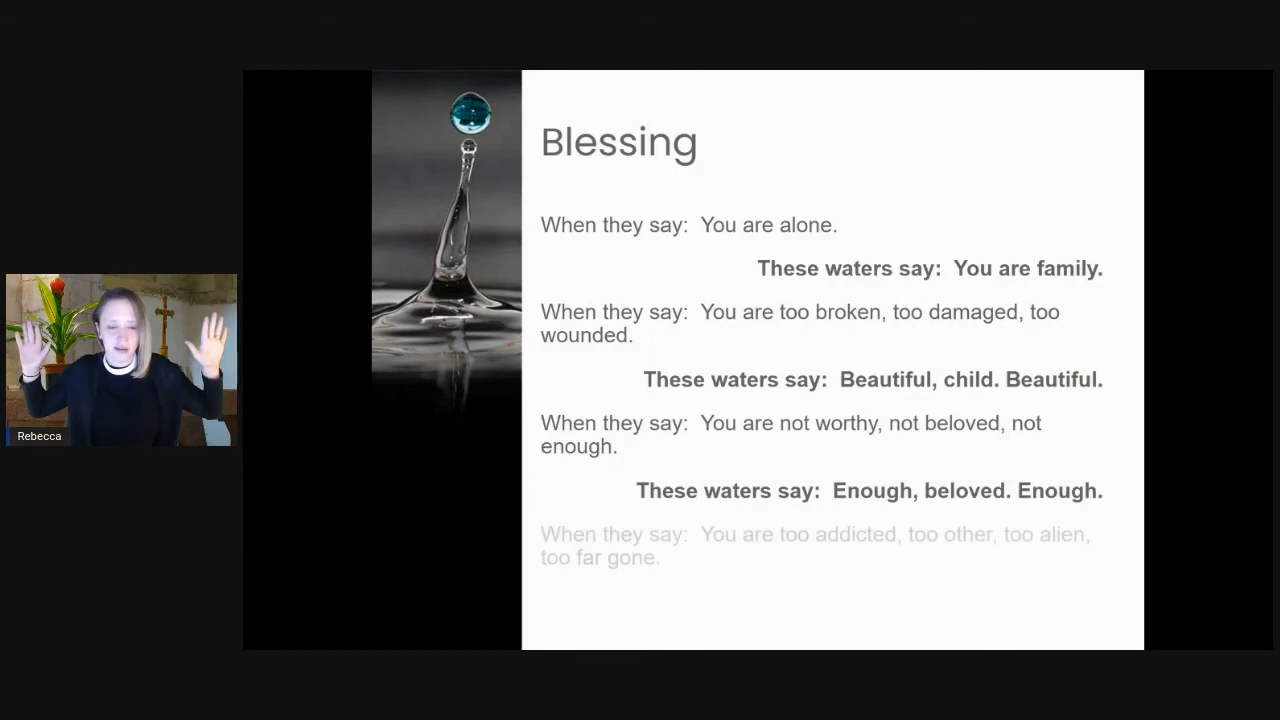 Blessing
When they say:  You are alone.
These waters say:  You are family.
When they say:  You are too broken, too damaged, too
wounded.
These waters say:  Beautiful, child. Beautiful.
When they say:  You are not worthy, not beloved, not
enough.
These waters say:  Enough, beloved. Enough.
When they say:  You are too addicted, too other, too alien,
too far gone.
Rebecca